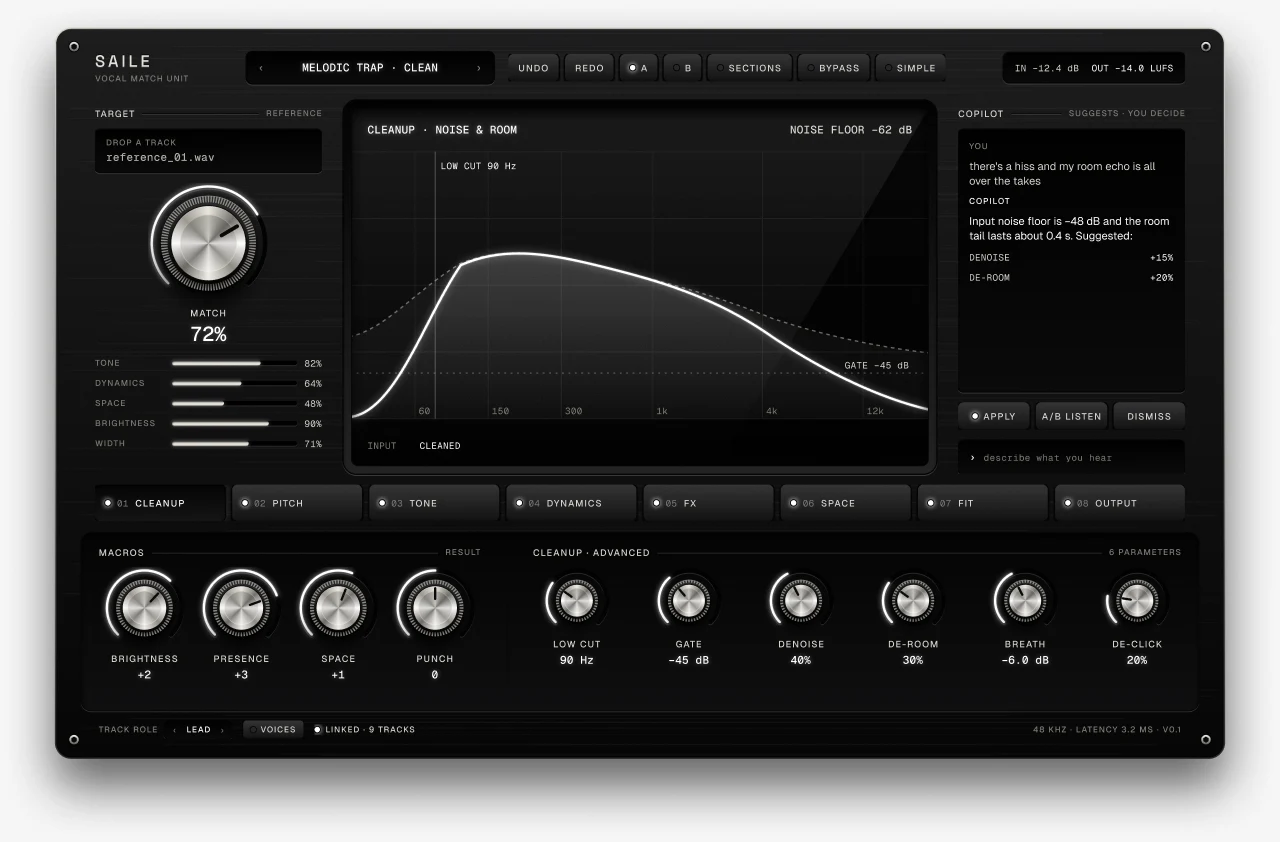 SAILE
VOCAL MATCH UNIT
‹ MELODIC TRAP · CLEAN ›
UNDO
REDO
A
B
SECTIONS
BYPASS
SIMPLE
IN −12.4 dB OUT −14.0 LUFS
TARGET
REFERENCE
DROP A TRACK
reference_01.wav
MATCH
72%
TONE 82%
DYNAMICS 64%
SPACE 48%
BRIGHTNESS 90%
WIDTH 71%
CLEANUP · NOISE & ROOM
NOISE FLOOR −62 dB
LOW CUT 90 Hz
GATE −45 dB
60 150 300 1k 4k 12k
INPUT CLEANED
COPILOT
SUGGESTS · YOU DECIDE
YOU
there's a hiss and my room echo is all
over the takes
COPILOT
Input noise floor is −48 dB and the room
tail lasts about 0.4 s. Suggested:
DENOISE +15%
DE-ROOM +20%
APPLY
A/B LISTEN
DISMISS
› describe what you hear
01 CLEANUP
02 PITCH
03 TONE
04 DYNAMICS
05 FX
06 SPACE
07 FIT
08 OUTPUT
MACROS
RESULT
BRIGHTNESS
+2
PRESENCE
+3
SPACE
+1
PUNCH
0
CLEANUP · ADVANCED
6 PARAMETERS
LOW CUT
90 Hz
GATE
−45 dB
DENOISE
40%
DE-ROOM
30%
BREATH
−6.0 dB
DE-CLICK
20%
TRACK ROLE ‹ LEAD ›
VOICES
LINKED · 9 TRACKS
48 KHZ · LATENCY 3.2 MS · V0.1